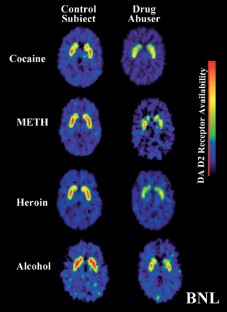 Control
Subject
Drug
Abuser
Cocaine
METH
Heroin
Alcohol
DA D2 Receptor Availability
BNL